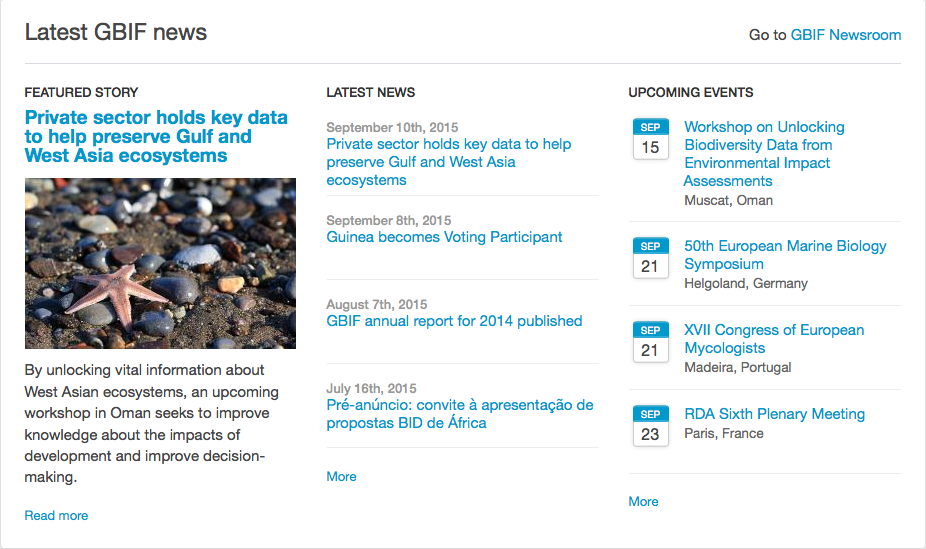 Latest GBIF news
Go to GBIF Newsroom
FEATURED STORY
Private sector holds key data
to help preserve Gulf and
West Asia ecosystems
By unlocking vital information about
West Asian ecosystems, an upcoming
workshop in Oman seeks to improve
knowledge about the impacts of
development and improve decision-
making.
Read more
LATEST NEWS
September 10th, 2015
Private sector holds key data to help
preserve Gulf and West Asia
ecosystems
September 8th, 2015
Guinea becomes Voting Participant
August 7th, 2015
GBIF annual report for 2014 published
July 16th, 2015
Pré-anúncio: convite à apresentação de
propostas BID de África
More
UPCOMING EVENTS
SEP
15
Workshop on Unlocking
Biodiversity Data from
Environmental Impact
Assessments
Muscat, Oman
SEP
21
50th European Marine Biology
Symposium
Helgoland, Germany
SEP
21
XVII Congress of European
Mycologists
Madeira, Portugal
SEP
23
RDA Sixth Plenary Meeting
Paris, France
More